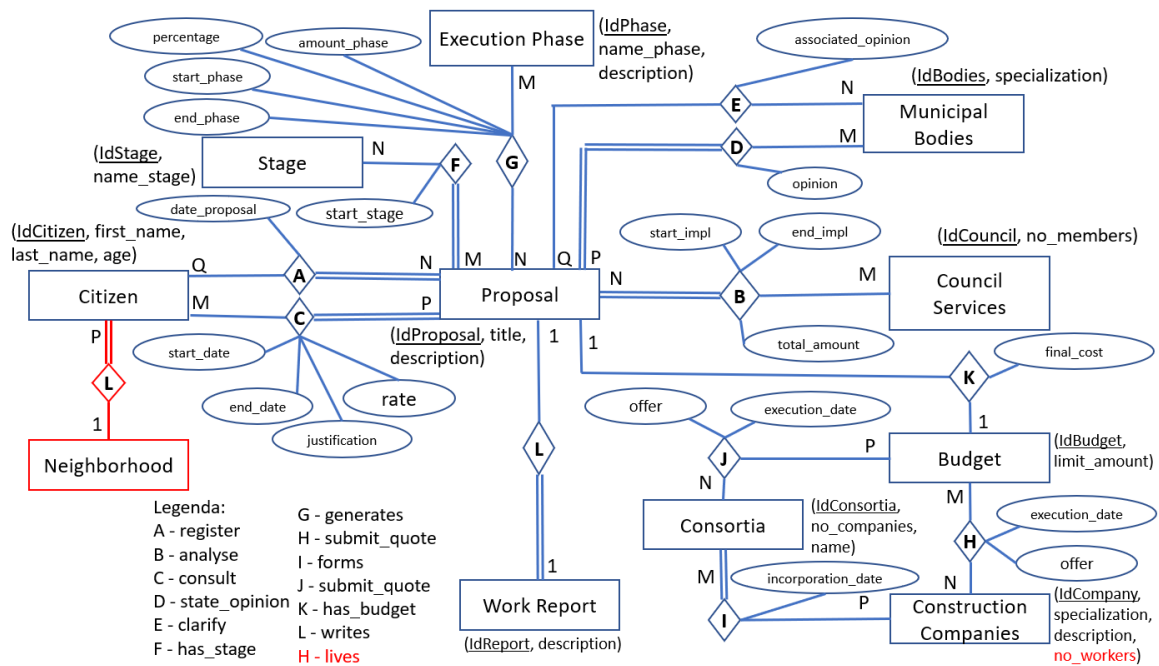 percentage
amount_phase
start_phase
end_phase
Execution Phase
(IdPhase,
name_phase,
description)
M
associated_opinion
E
N
(IdBodies, specialization)
Municipal
Bodies
D
M
opinion
(IdStage,
name_stage)
Stage
N
F
G
start_stage
date_proposal
(IdCitizen, first_name,
last_name, age)
Citizen
Q
A
N
M
N
Q
P
M
C
P
Proposal
(IdProposal, title,
description)
start_date
end_date
justification
rate
start_impl
end_impl
N
B
M
total_amount
(IdCouncil, no_members)
Council
Services
P
L
1
Neighborhood
1
1
K
final_cost
1
offer
execution_date
J
P
N
Budget
(IdBudget,
limit_amount)
L
1
Work Report
(IdReport, description)
Consortia
(IdConsortia,
no_companies,
name)
M
I
incorporation_date
P
M
H
execution_date
offer
N
Construction
Companies
(IdCompany,
specialization,
description,
no_workers)
Legenda:
A - register
B - analyse
C - consult
D - state_opinion
E - clarify
F - has_stage
G - generates
H - submit_quote
I - forms
J - submit_quote
K - has_budget
L - writes
H - lives